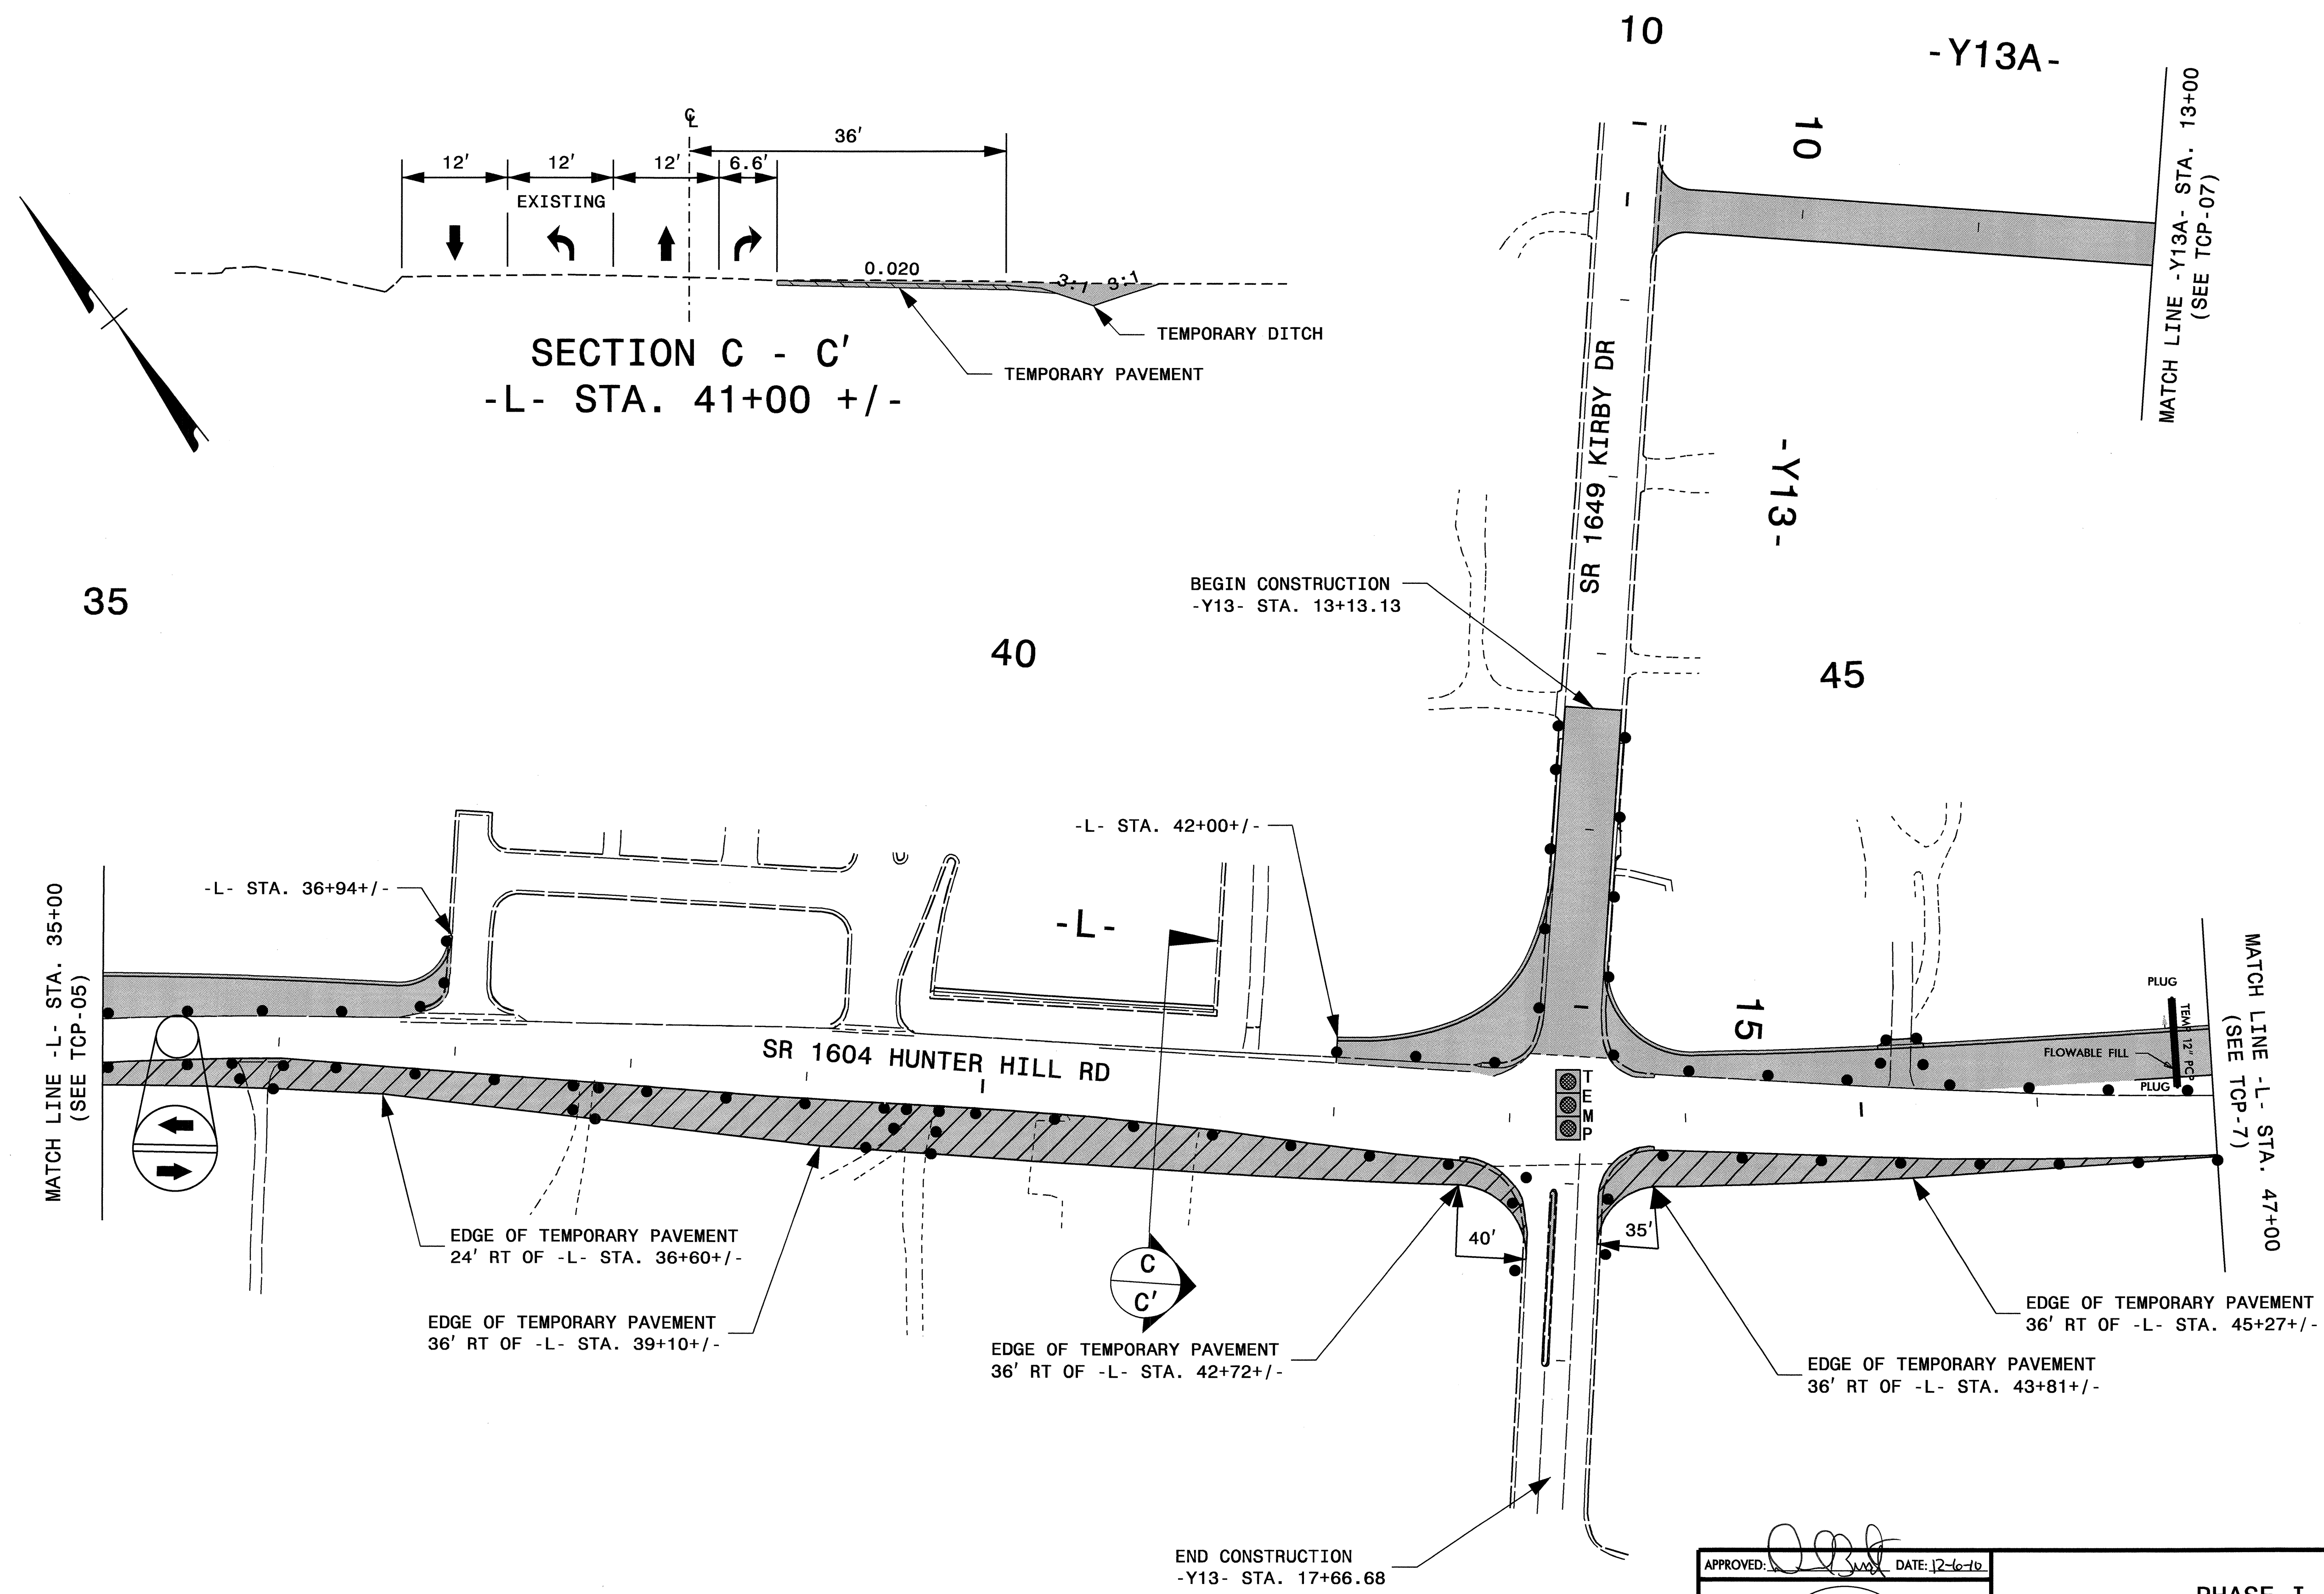 10
-Y13A-
10
MATCH LINE -Y13A- STA. 13+00
(SEE TCP-07)
℄
36'
12'
12'
12'
6.6'
EXISTING
0.020
3:1
3:1
TEMPORARY DITCH
TEMPORARY PAVEMENT
SECTION C - C'
-L- STA. 41+00 +/-
SR 1649 KIRBY DR
-Y13-
BEGIN CONSTRUCTION
-Y13- STA. 13+13.13
35
40
45
-L- STA. 42+00+/-
-L- STA. 36+94+/-
-L-
MATCH LINE -L- STA. 35+00
(SEE TCP-05)
SR 1604 HUNTER HILL RD
15
TEMP
PLUG
TEMP 12" PCP
FLOWABLE FILL
PLUG
MATCH LINE -L- STA. 47+00
(SEE TCP-7)
EDGE OF TEMPORARY PAVEMENT
24' RT OF -L- STA. 36+60+/-
40'
35'
C
C'
EDGE OF TEMPORARY PAVEMENT
36' RT OF -L- STA. 39+10+/-
EDGE OF TEMPORARY PAVEMENT
36' RT OF -L- STA. 42+72+/-
EDGE OF TEMPORARY PAVEMENT
36' RT OF -L- STA. 45+27+/-
EDGE OF TEMPORARY PAVEMENT
36' RT OF -L- STA. 43+81+/-
END CONSTRUCTION
-Y13- STA. 17+66.68
APPROVED: DATE: 12-6-10
PHASE I